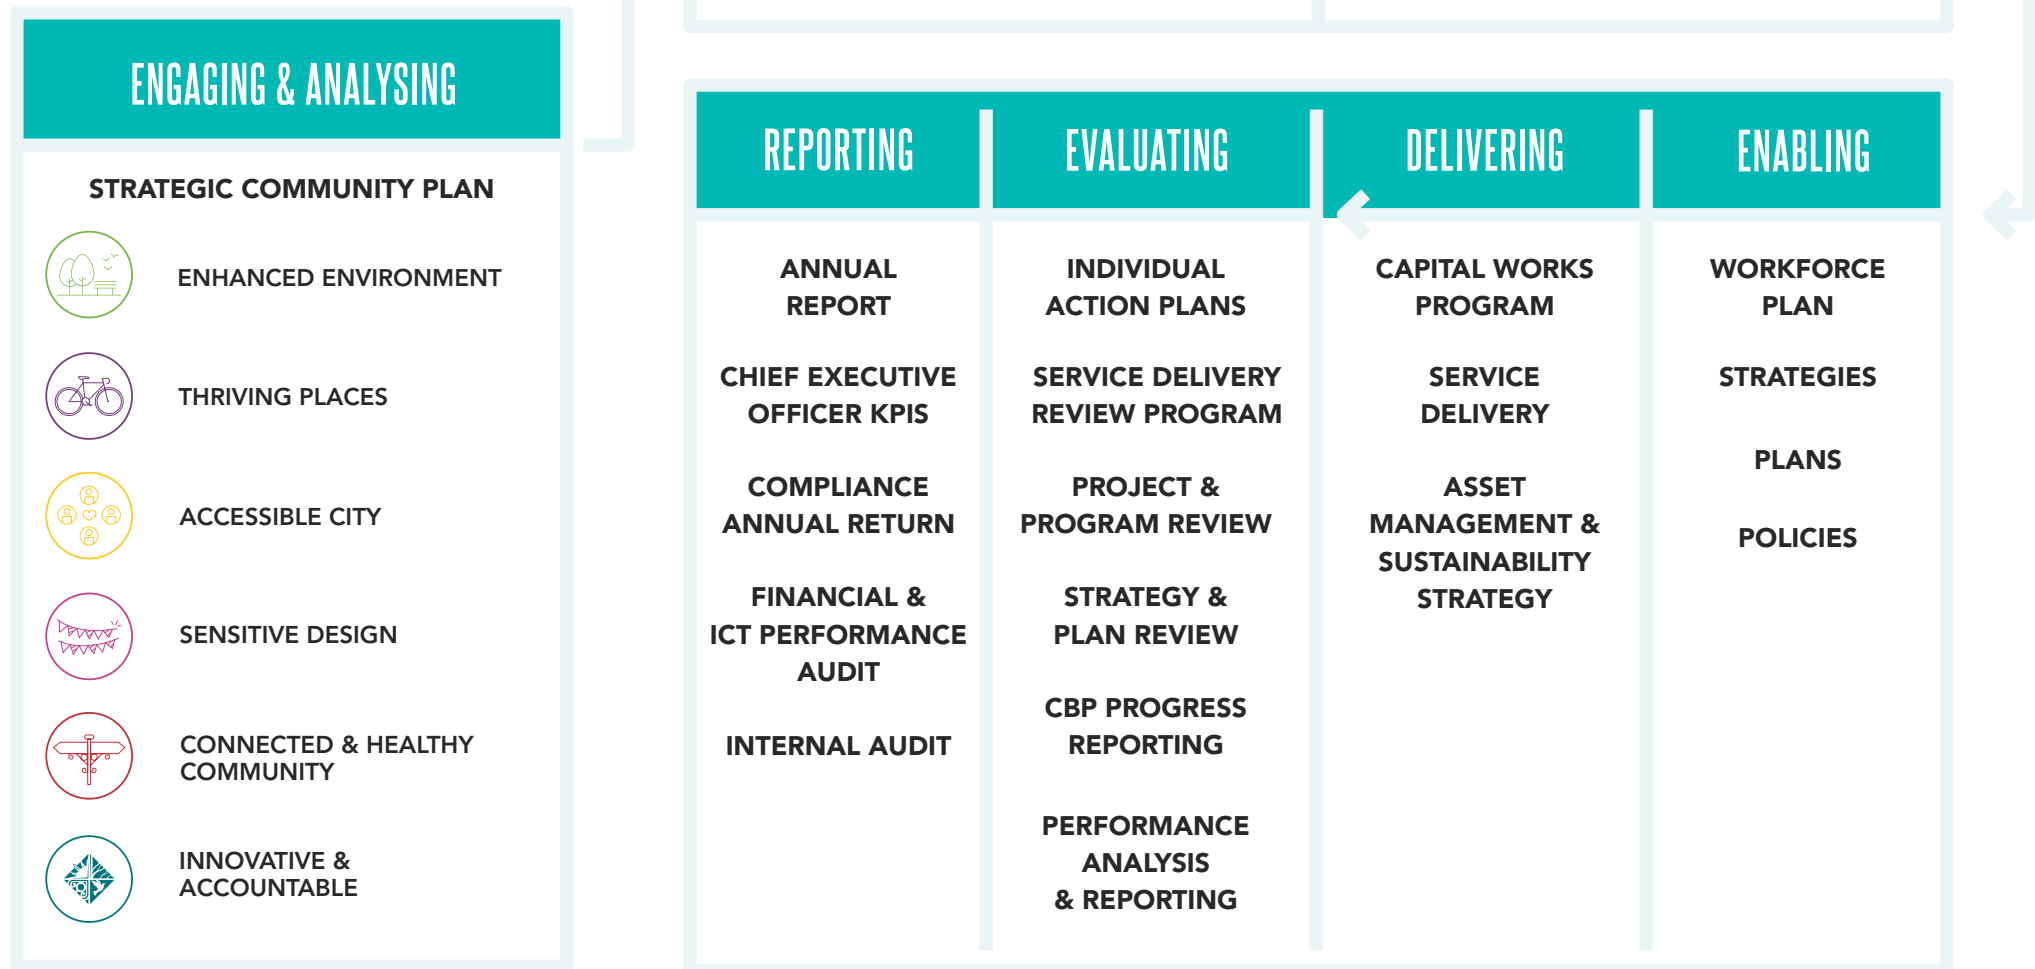 ENGAGING & ANALYSING
STRATEGIC COMMUNITY PLAN
ENHANCED ENVIRONMENT
THRIVING PLACES
ACCESSIBLE CITY
SENSITIVE DESIGN
CONNECTED & HEALTHY
COMMUNITY
INNOVATIVE &
ACCOUNTABLE
REPORTING
ANNUAL
REPORT
CHIEF EXECUTIVE
OFFICER KPIS
COMPLIANCE
ANNUAL RETURN
FINANCIAL &
ICT PERFORMANCE
AUDIT
INTERNAL AUDIT
EVALUATING
INDIVIDUAL
ACTION PLANS
SERVICE DELIVERY
REVIEW PROGRAM
PROJECT &
PROGRAM REVIEW
STRATEGY &
PLAN REVIEW
CBP PROGRESS
REPORTING
PERFORMANCE
ANALYSIS
& REPORTING
DELIVERING
CAPITAL WORKS
PROGRAM
SERVICE
DELIVERY
ASSET
MANAGEMENT &
SUSTAINABILITY
STRATEGY
ENABLING
WORKFORCE
PLAN
STRATEGIES
PLANS
POLICIES